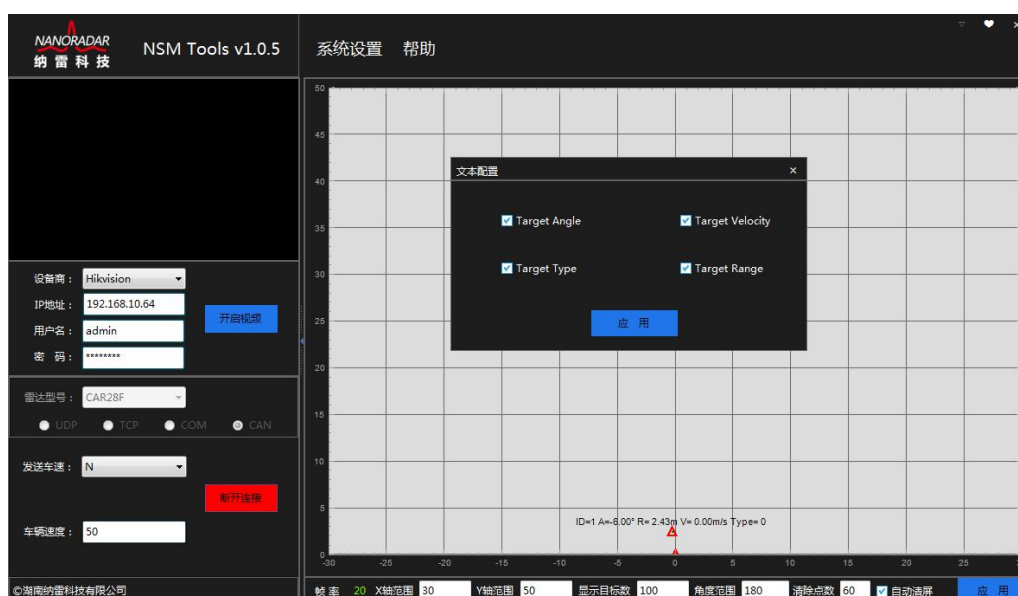 NANORADAR
纳雷科技
NSM Tools v1.0.5
系统设置 帮助
50
45
40
35
30
25
20
15
10
5
0
-30 -25 -20 -15 -10 -5 0 5 10 15 20 25
文本配置 ×
Target Angle Target Velocity
Target Type Target Range
应 用
ID=1 A=-6.00° R= 2.43m V= 0.00m/s Type= 0
设备商： Hikvision
IP地址： 192.168.10.64
用户名： admin
密 码： ********
开启视频
雷达型号： CAR28F
UDP TCP COM CAN
发送车速： N
断开连接
车辆速度： 50
©湖南纳雷科技有限公司
帧 率 20 X轴范围 30 Y轴范围 50 显示目标数 100 角度范围 180 清除点数 60 自动清屏 应 用